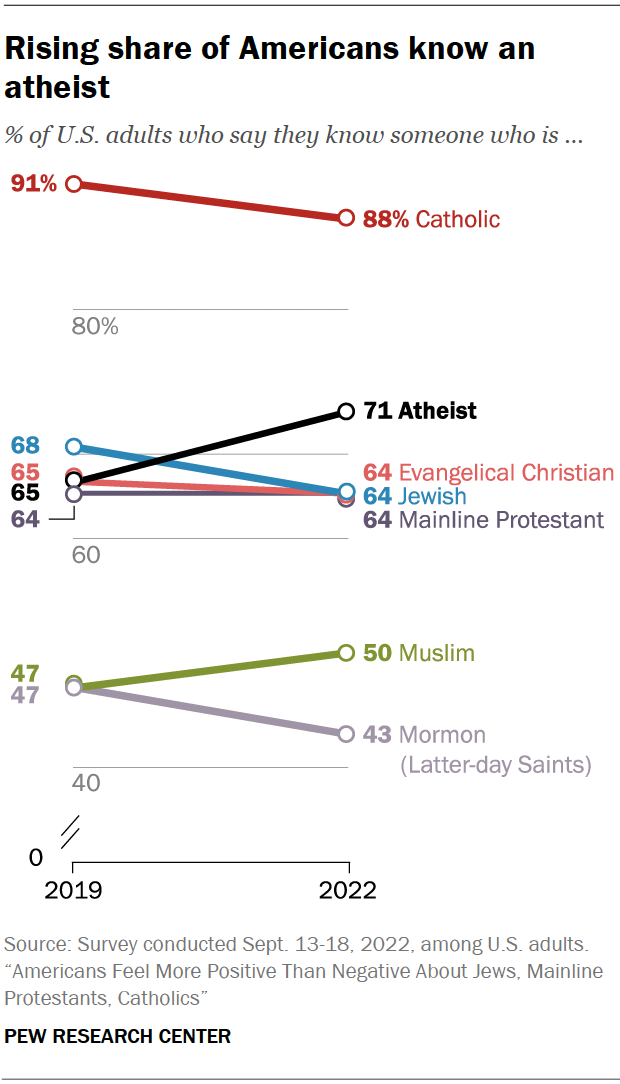 Rising share of Americans know an
atheist
% of U.S. adults who say they know someone who is ...
91%
88% Catholic
80%
71 Atheist
68
65
65
64
64 Evangelical Christian
64 Jewish
64 Mainline Protestant
60
47
47
50 Muslim
43 Mormon
(Latter-day Saints)
40
0
2019 2022
Source: Survey conducted Sept. 13-18, 2022, among U.S. adults.
“Americans Feel More Positive Than Negative About Jews, Mainline
Protestants, Catholics”
PEW RESEARCH CENTER